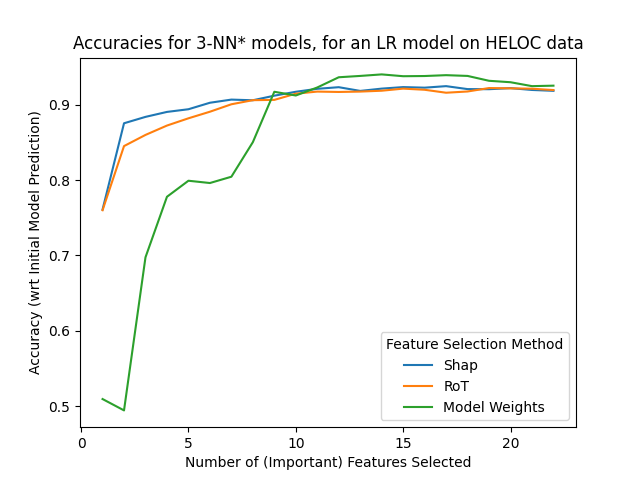 Accuracies for 3-NN* models, for an LR model on HELOC data
Accuracy (wrt Initial Model Prediction)
0.9
0.8
0.7
0.6
0.5
Feature Selection Method
Shap
RoT
Model Weights
0 5 10 15 20
Number of (Important) Features Selected